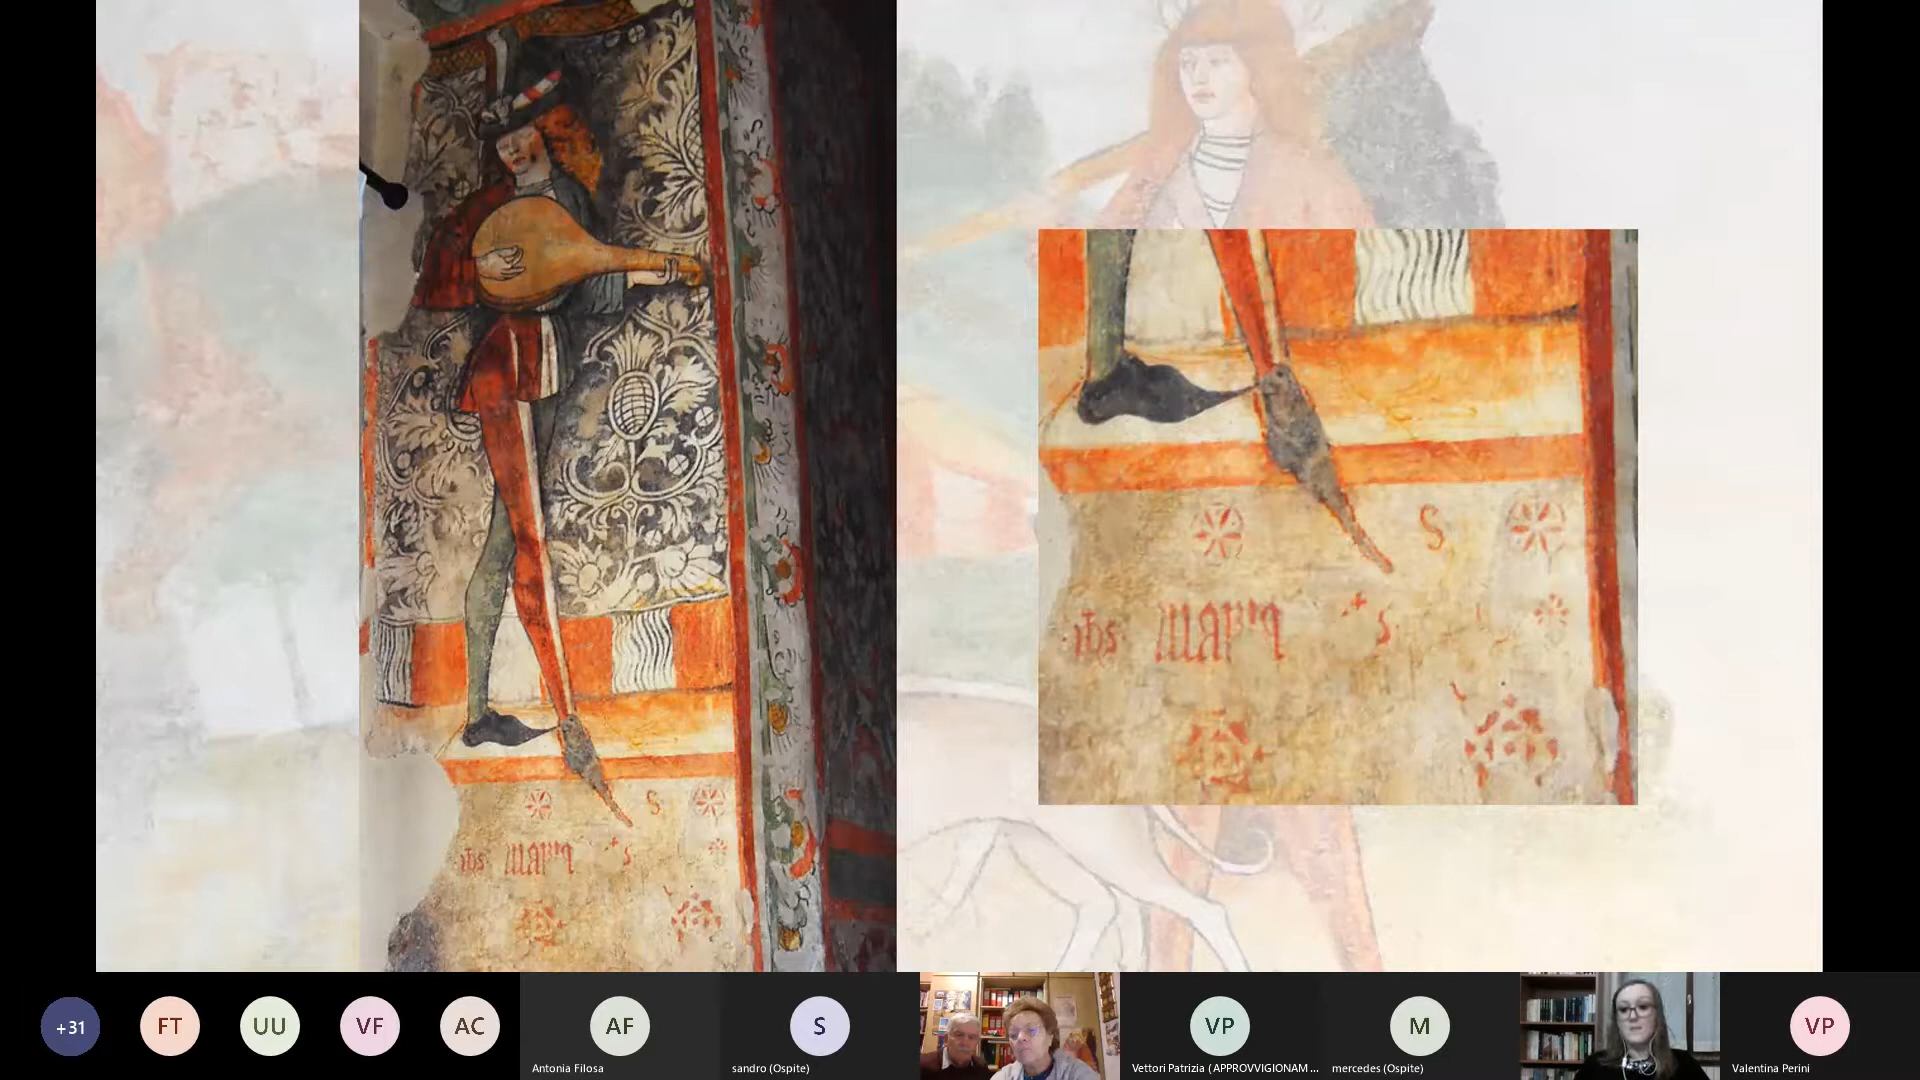 S
ihs maria + s
S
ihs maria + s
+31
FT
UU
VF
AC
AF
S
VP
M
VP
Antonia Filosa
sandro (Ospite)
Vettori Patrizia ( APPROVVIGIONAM ...
mercedes (Ospite)
Valentina Perini